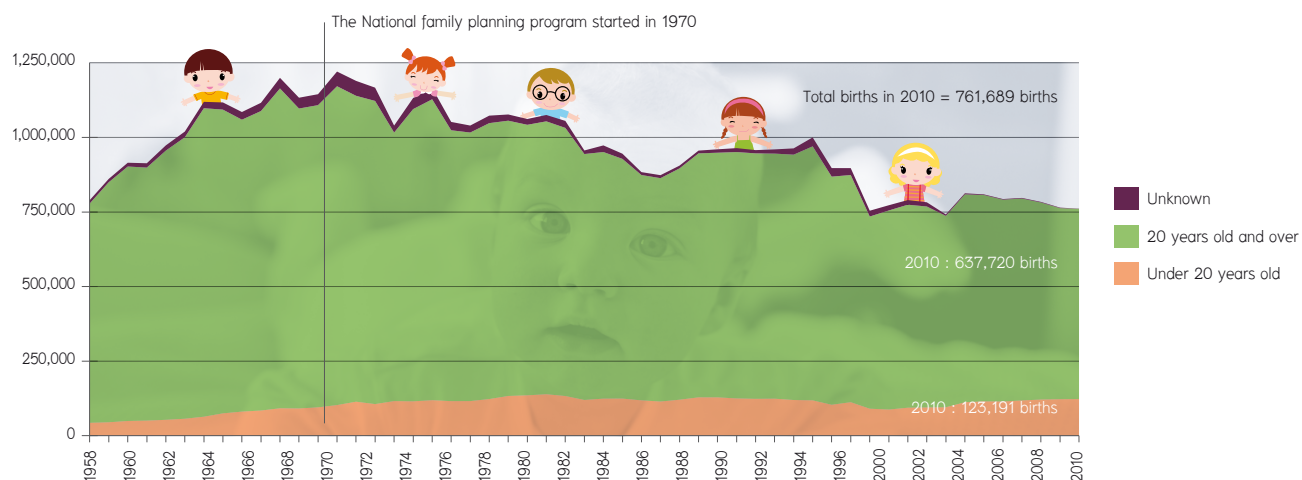 The National family planning program started in 1970
1,250,000
Total births in 2010 = 761,689 births
1,000,000
750,000
Unknown
20 years old and over
2010 : 637,720 births
Under 20 years old
500,000
250,000
2010 : 123,191 births
0
1958 1960 1962 1964 1966 1968 1970 1972 1974 1976 1978 1980 1982 1984 1986 1988 1990 1992 1994 1996 2000 2002 2004 2006 2008 2010